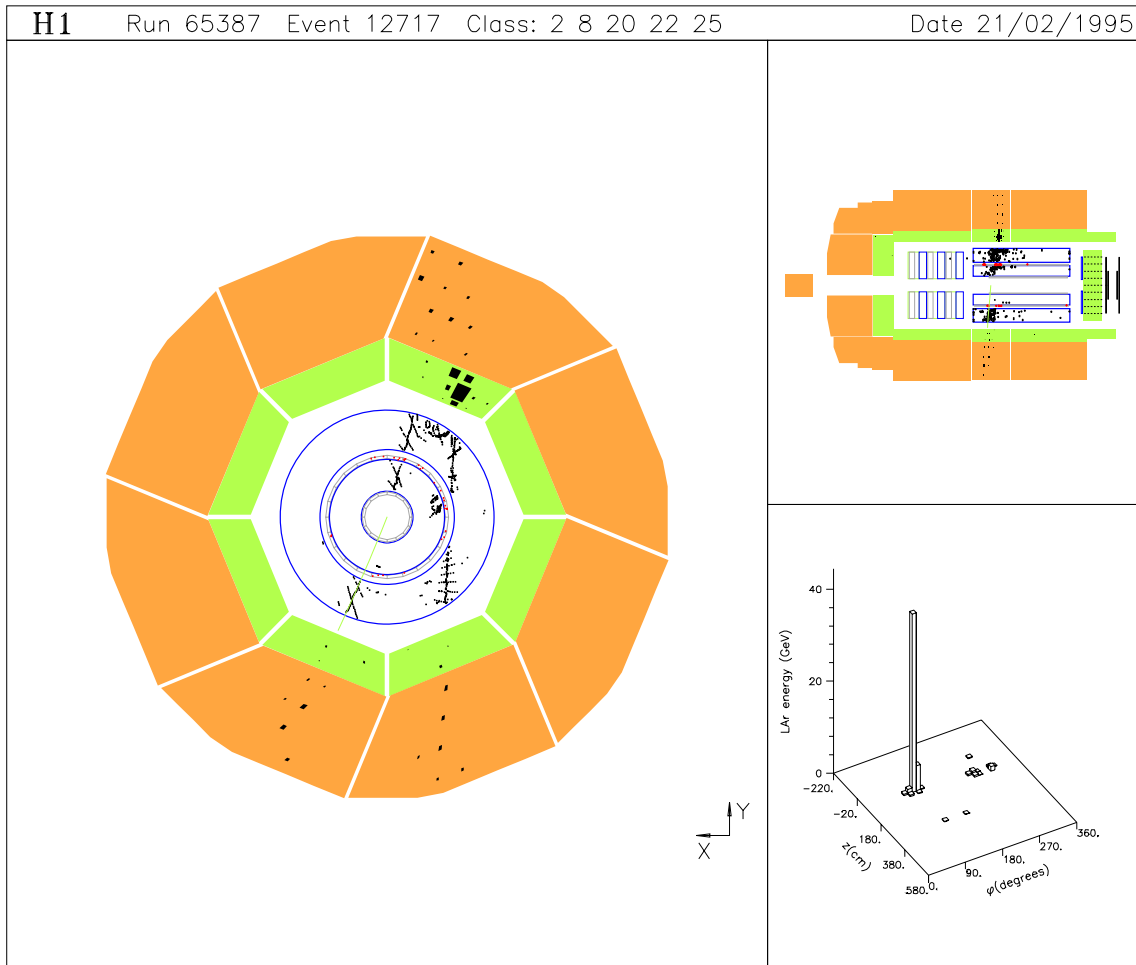 H1 Run 65387 Event 12717 Class: 2 8 20 22 25 Date 21/02/1995
Y
X
LAr energy (GeV)
40
20
0
-220.
-20.
180.
380.
580.
z(cm)
0.
90.
180.
270.
360.
φ(degrees)